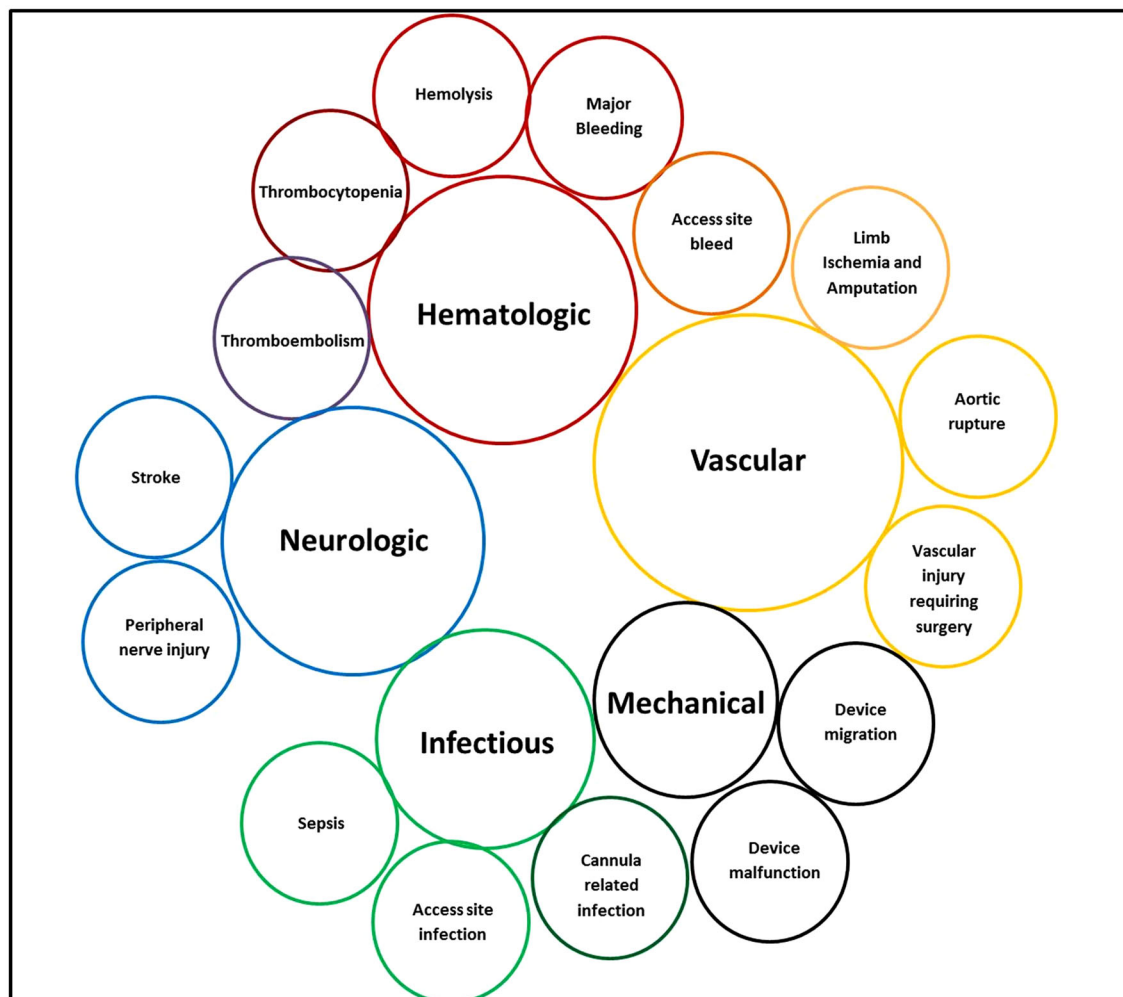 Hemolysis
Major
Bleeding
Thrombocytopenia
Access site
bleed
Limb
Ischemia and
Amputation
Hematologic
Thromboembolism
Aortic
rupture
Vascular
Stroke
Neurologic
Vascular
injury
requiring
surgery
Peripheral
nerve injury
Mechanical
Device
migration
Infectious
Sepsis
Device
malfunction
Cannula
related
infection
Access site
infection